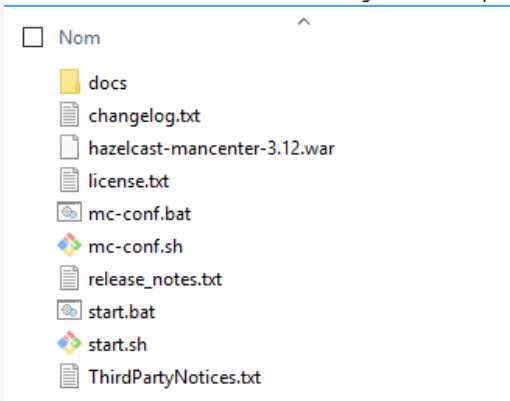 Nom
docs
changelog.txt
hazelcast-mancenter-3.12.war
license.txt
mc-conf.bat
mc-conf.sh
release_notes.txt
start.bat
start.sh
ThirdPartyNotices.txt